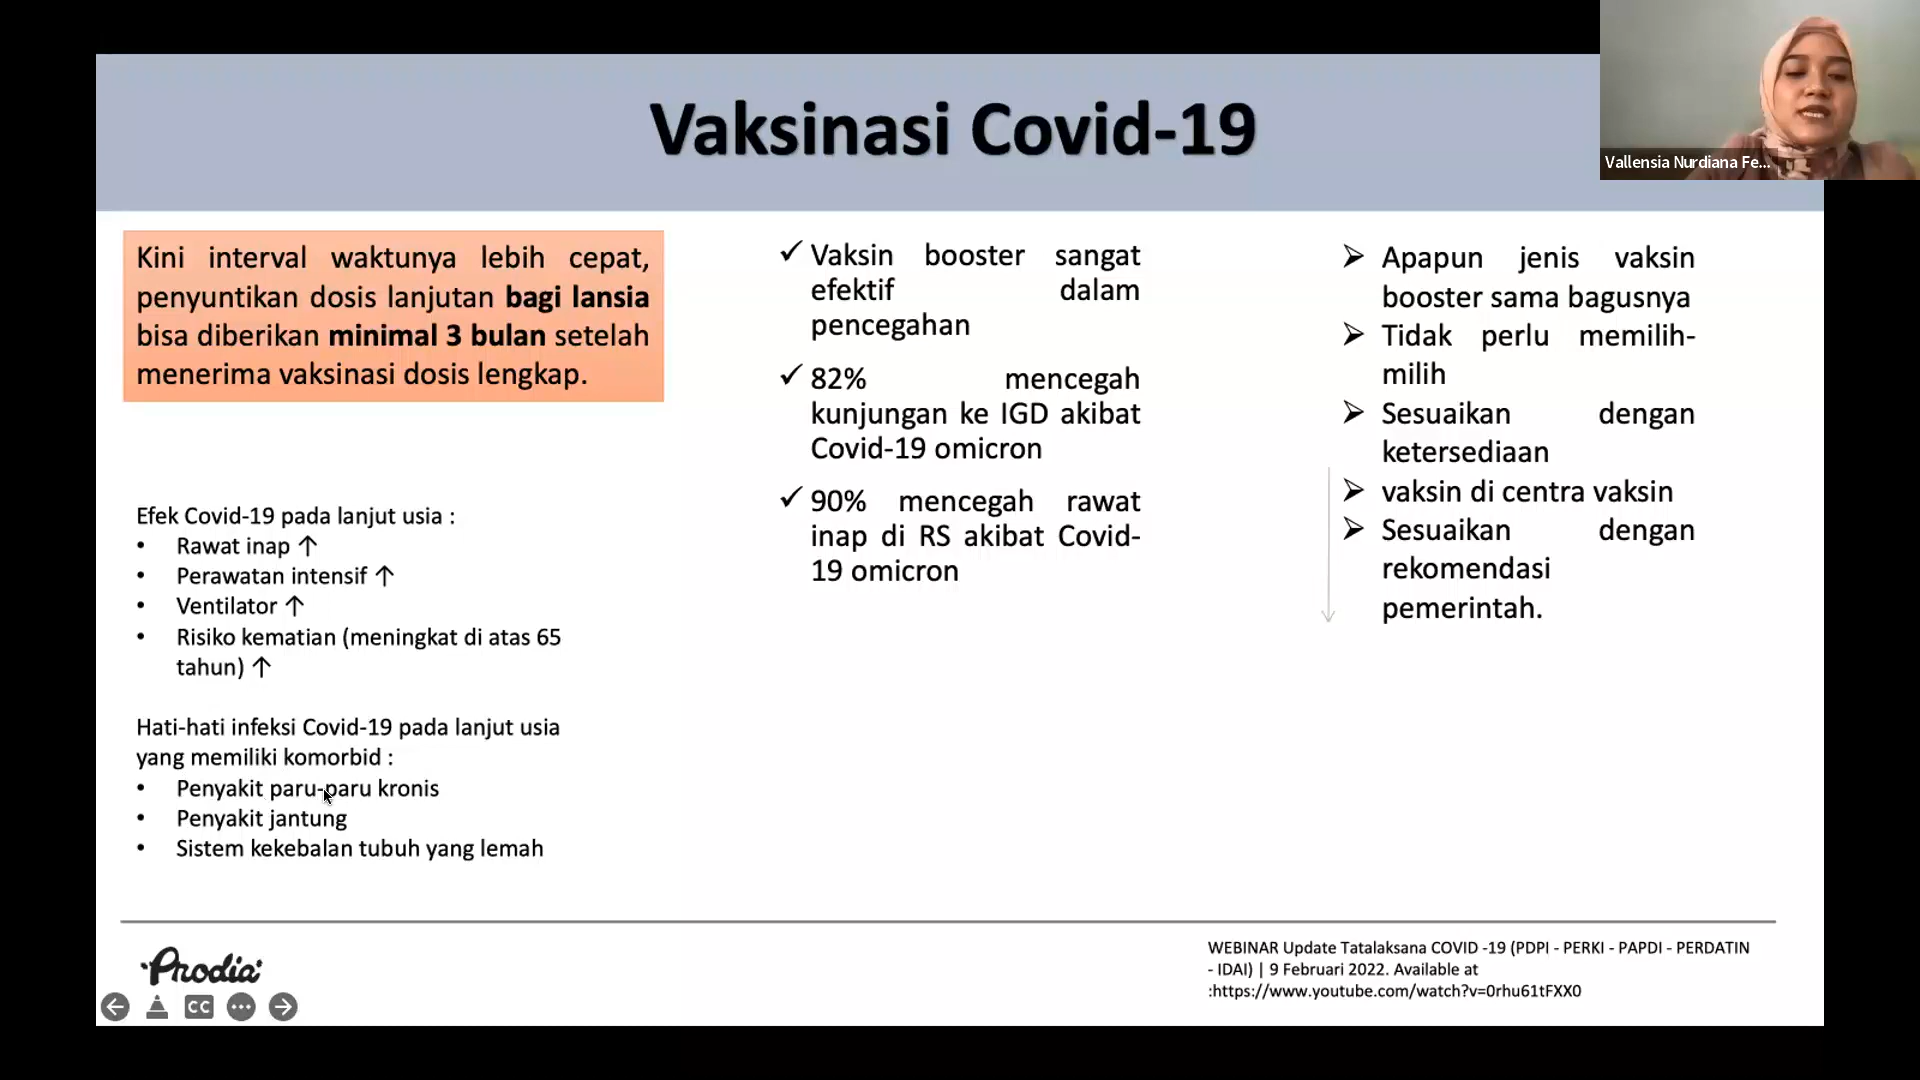 Vaksinasi Covid-19
Vallensia Nurdiana Fe...
Kini interval waktunya lebih cepat,
penyuntikan dosis lanjutan bagi lansia
bisa diberikan minimal 3 bulan setelah
menerima vaksinasi dosis lengkap.
Efek Covid-19 pada lanjut usia :
• Rawat inap ↑
• Perawatan intensif ↑
• Ventilator ↑
• Risiko kematian (meningkat di atas 65
tahun) ↑
Hati-hati infeksi Covid-19 pada lanjut usia
yang memiliki komorbid :
• Penyakit paru-paru kronis
• Penyakit jantung
• Sistem kekebalan tubuh yang lemah
✓ Vaksin booster sangat
efektif dalam
pencegahan
✓ 82% mencegah
kunjungan ke IGD akibat
Covid-19 omicron
✓ 90% mencegah rawat
inap di RS akibat Covid-
19 omicron
➢ Apapun jenis vaksin
booster sama bagusnya
➢ Tidak perlu memilih-
milih
➢ Sesuaikan dengan
ketersediaan
➢ vaksin di centra vaksin
➢ Sesuaikan dengan
rekomendasi
pemerintah.
Prodia
CC
WEBINAR Update Tatalaksana COVID -19 (PDPI - PERKI - PAPDI - PERDATIN
- IDAI) | 9 Februari 2022. Available at
:https://www.youtube.com/watch?v=0rhu61tFXX0